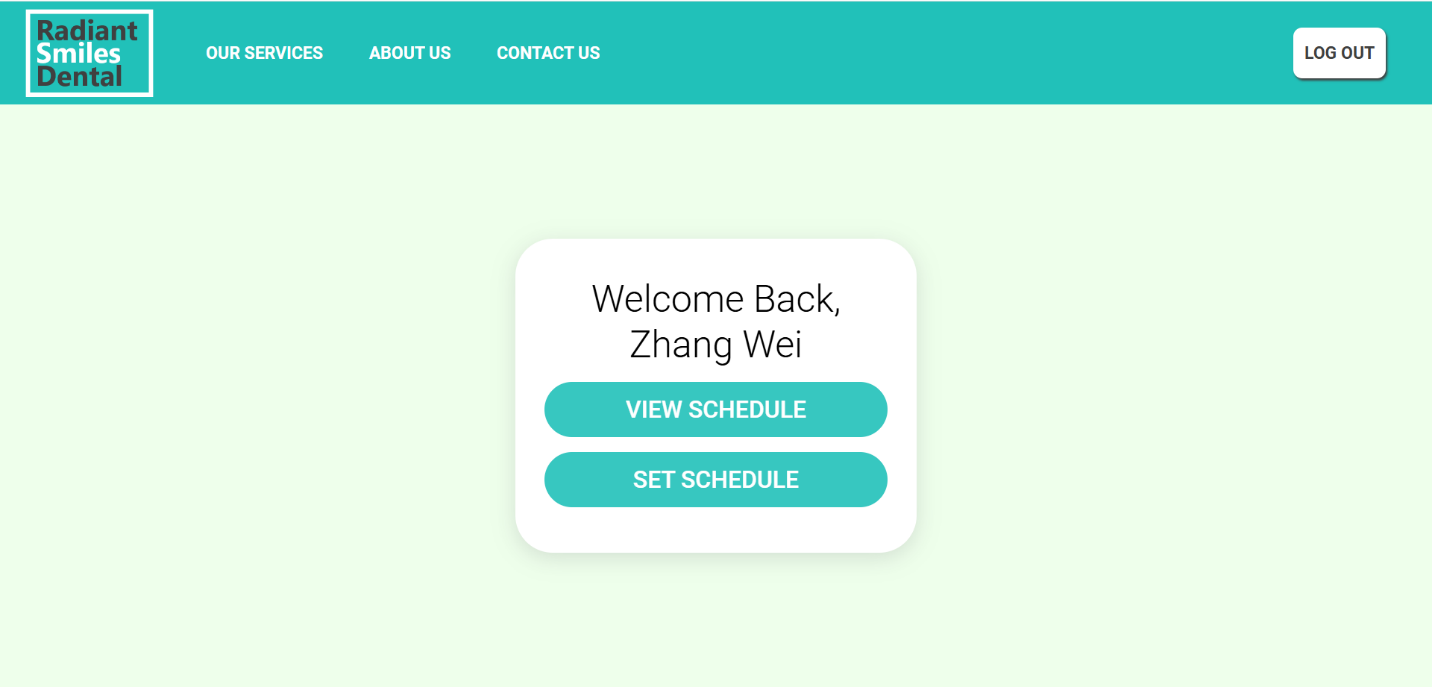 Radiant
Smiles
Dental
OUR SERVICES
ABOUT US
CONTACT US
LOG OUT
Welcome Back,
Zhang Wei
VIEW SCHEDULE
SET SCHEDULE